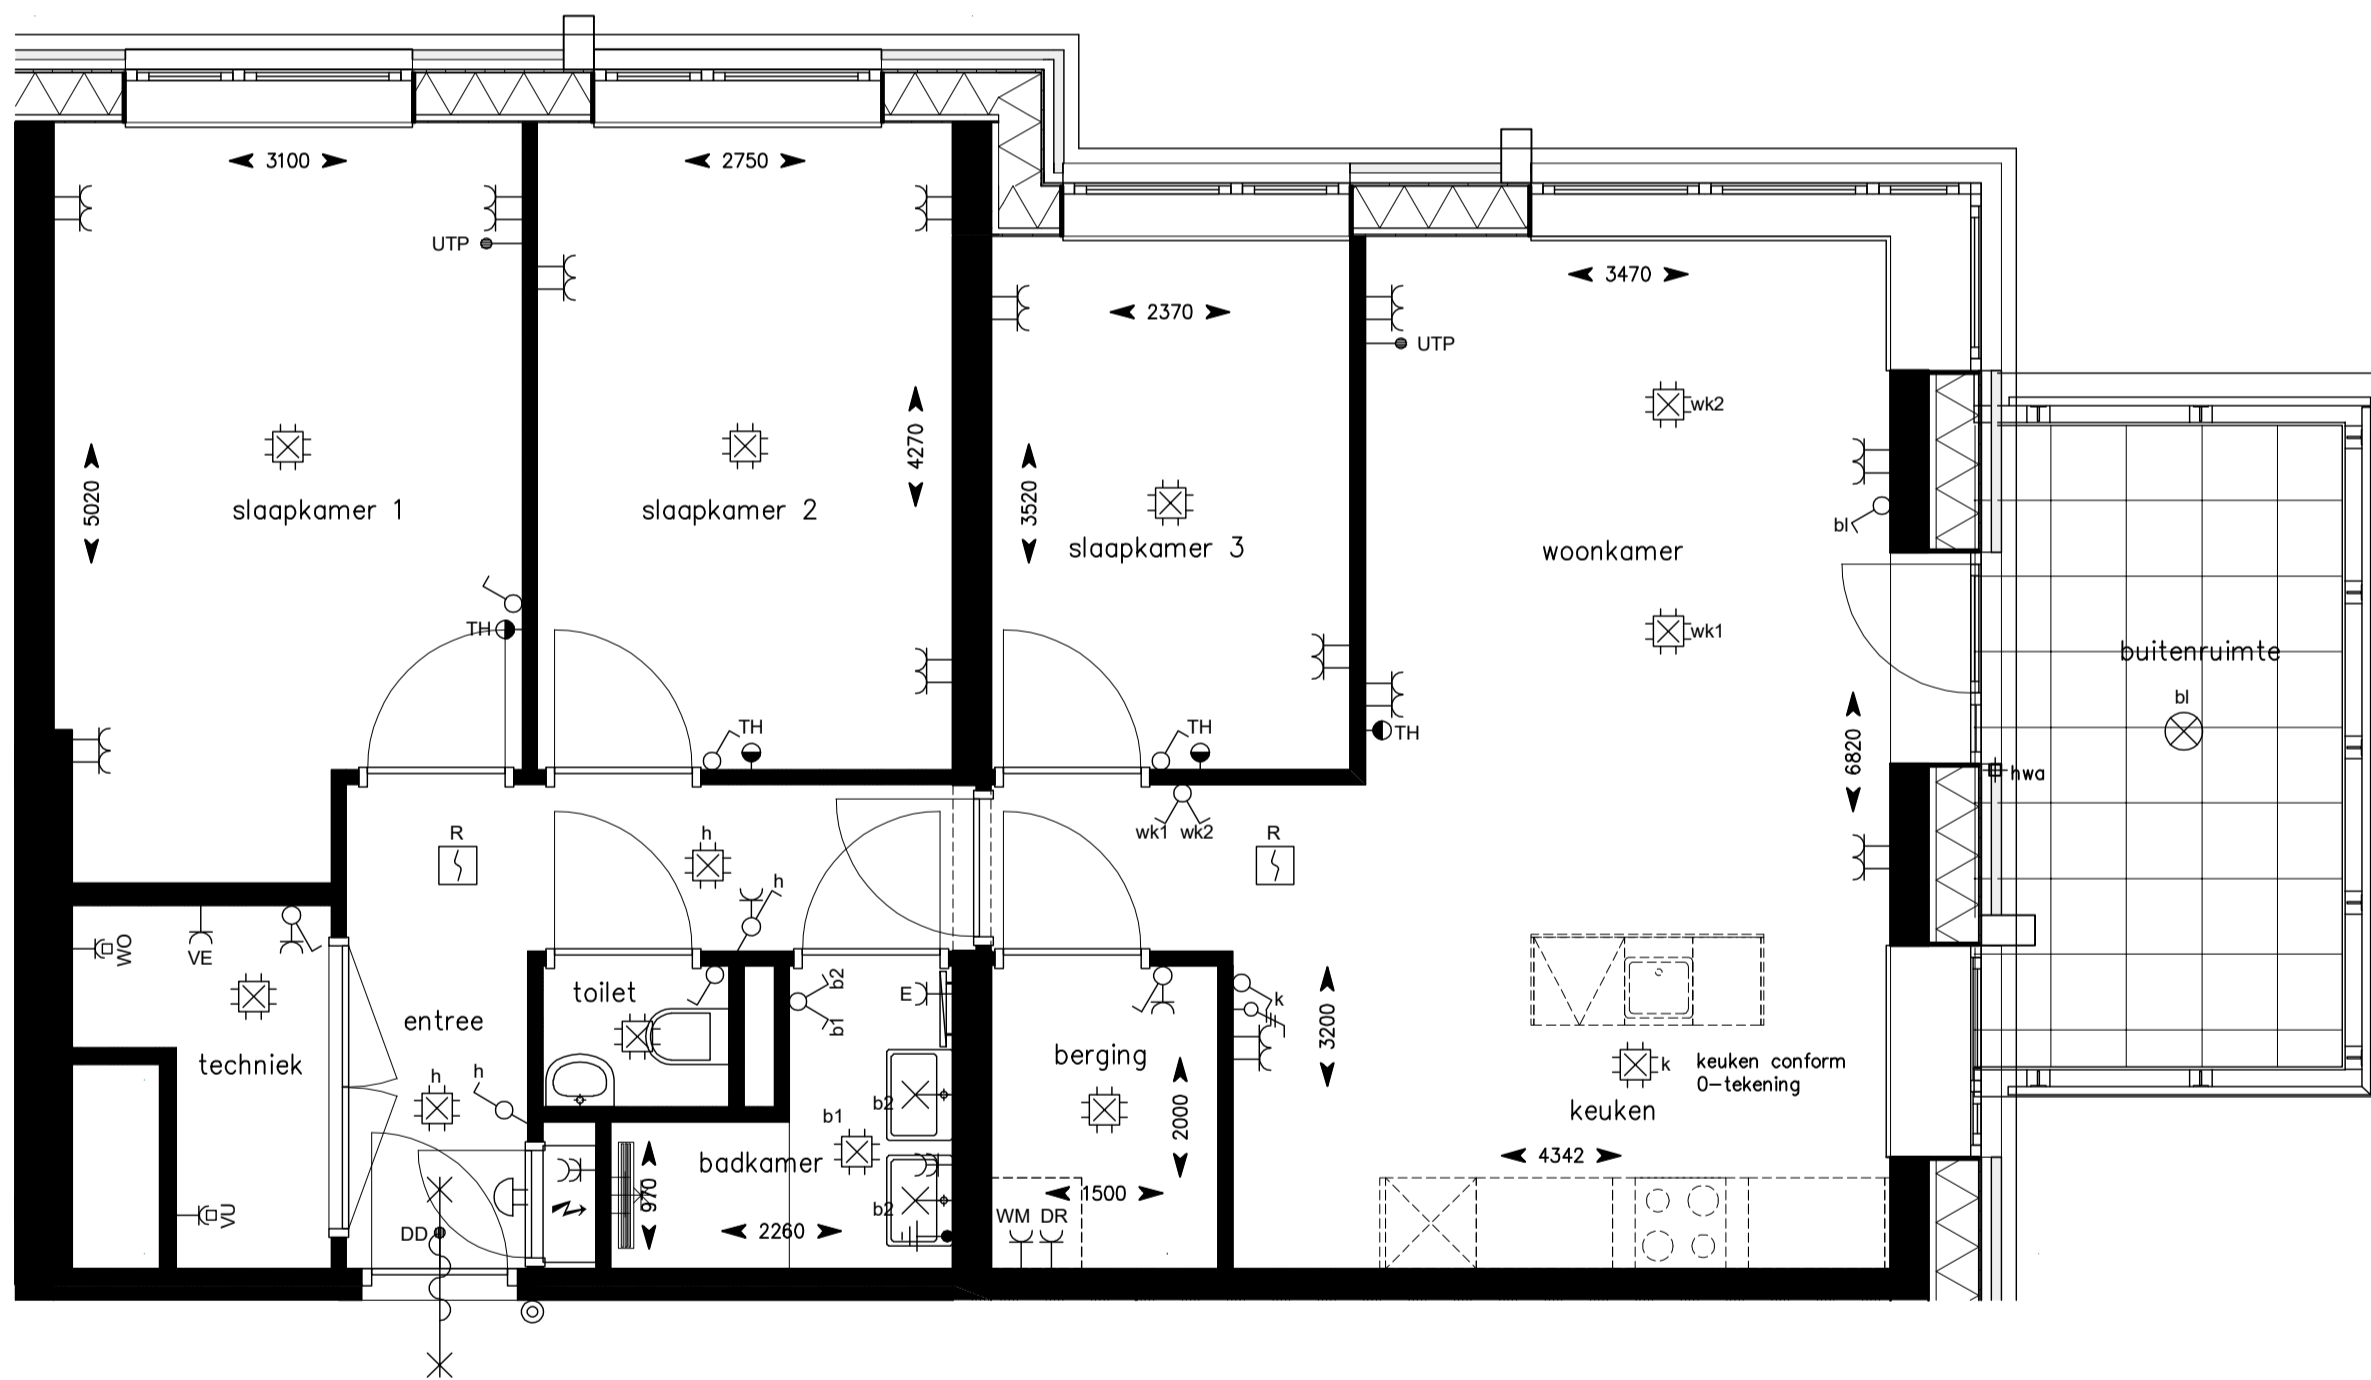 3100
2750
UTP
3470
2370
UTP
wk2
5020
4270
3520
bl
slaapkamer 1
slaapkamer 2
slaapkamer 3
woonkamer
TH
wk1
buitenruimte
bl
TH
TH
TH
6820
hwa
R
h
wk1
wk2
R
h
WO
VE
toilet
b2
b1
E
k
3200
entree
techniek
berging
k
keuken conform
0-tekening
h
h
b1
b2
2000
keuken
badkamer
970
4342
VU
DD
2260
b2
1500
WM
DR